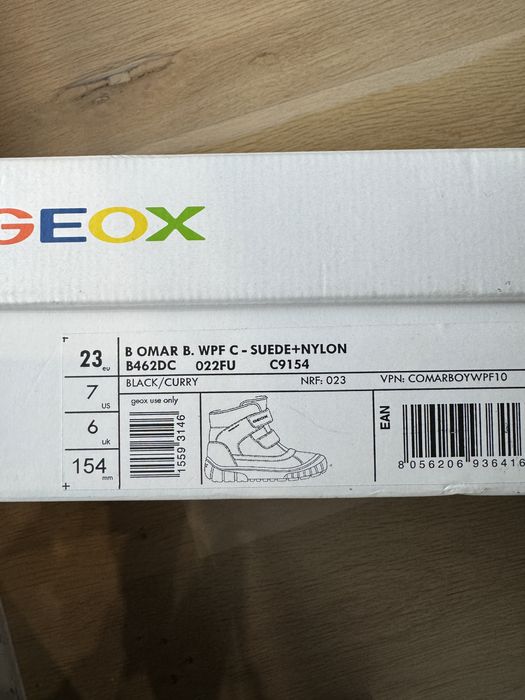 GEOX
23 eu
7 us
6 uk
154 mm
B OMAR B. WPF C - SUEDE+NYLON
B462DC 022FU C9154
BLACK/CURRY NRF: 023 VPN: COMARBOYWPF10
geox use only
1559 3146
GEOX
EAN
8 056206 936416